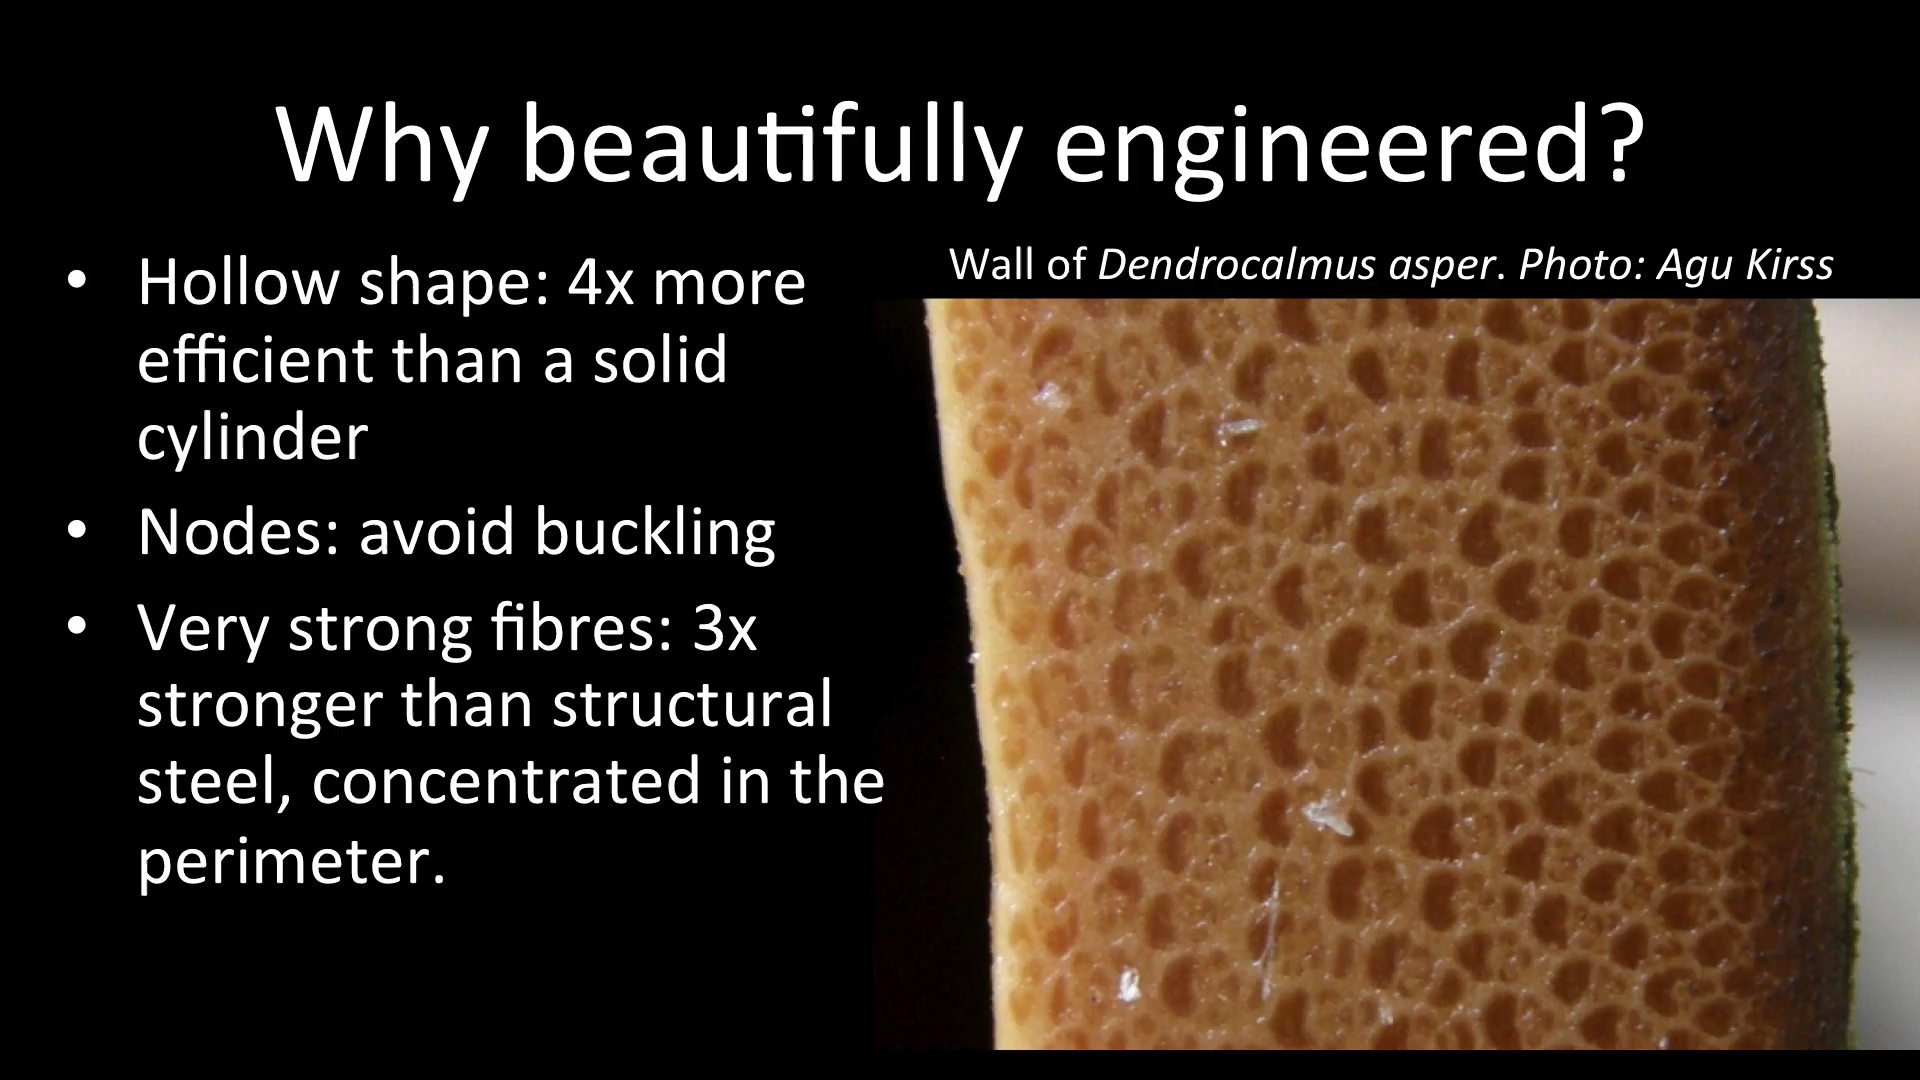 Why beautifully engineered?
• Hollow shape: 4x more
efficient than a solid
cylinder
• Nodes: avoid buckling
• Very strong fibres: 3x
stronger than structural
steel, concentrated in the
perimeter.
Wall of Dendrocalmus asper. Photo: Agu Kirss